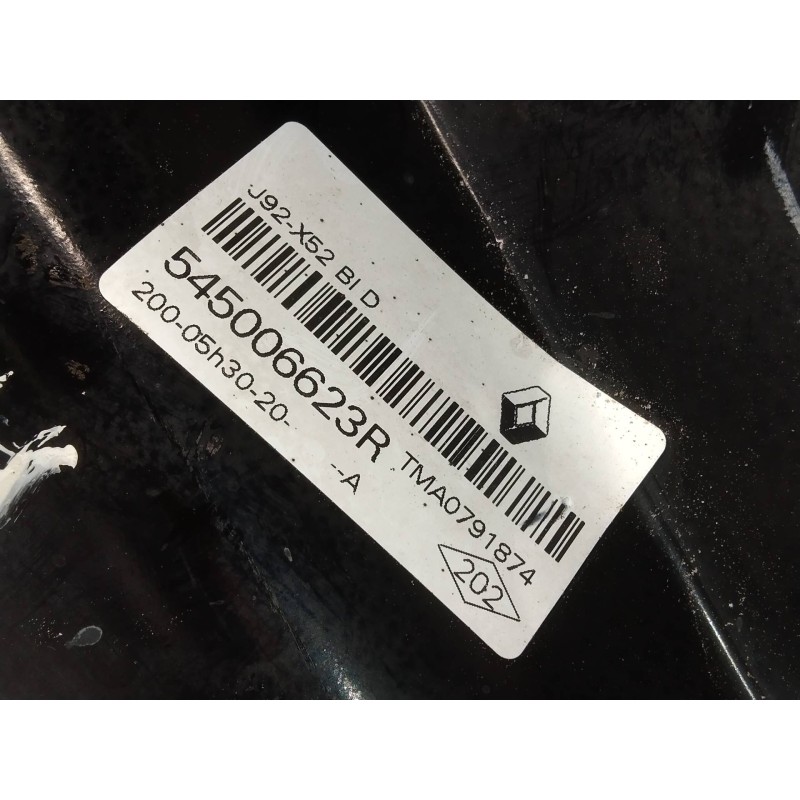 J92-X52 BI D
545006623R
TMA0791874
200-05h30-20-   --A
202